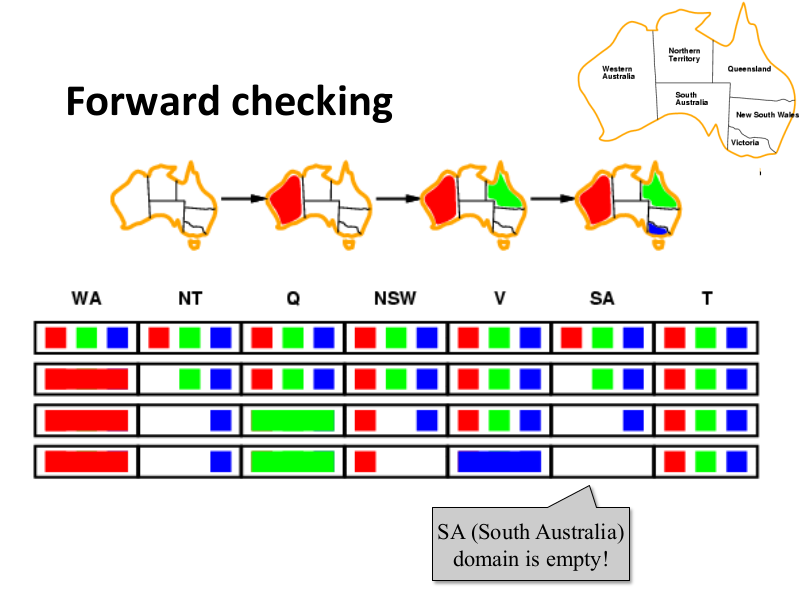 Forward checking
Western
Australia
Northern
Territory
Queensland
South
Australia
New South Wales
Victoria
i
WA NT Q NSW V SA T
SA (South Australia)
domain is empty!